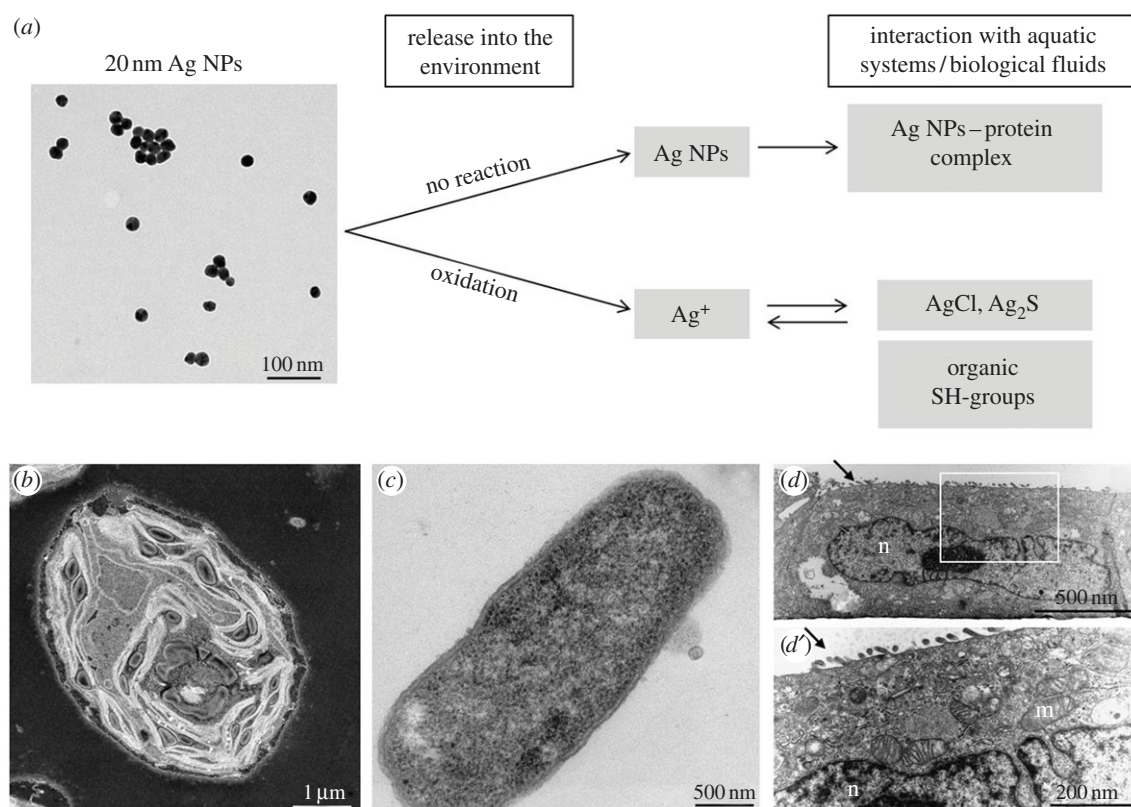 (a)
20 nm Ag NPs
100 nm
release into the
environment
interaction with aquatic
systems/biological fluids
no reaction
Ag NPs
Ag NPs–protein
complex
oxidation
Ag⁺
AgCl, Ag₂S
organic
SH-groups
(b)
1 µm
(c)
500 nm
(d)
n
500 nm
(d′)
m
n
200 nm